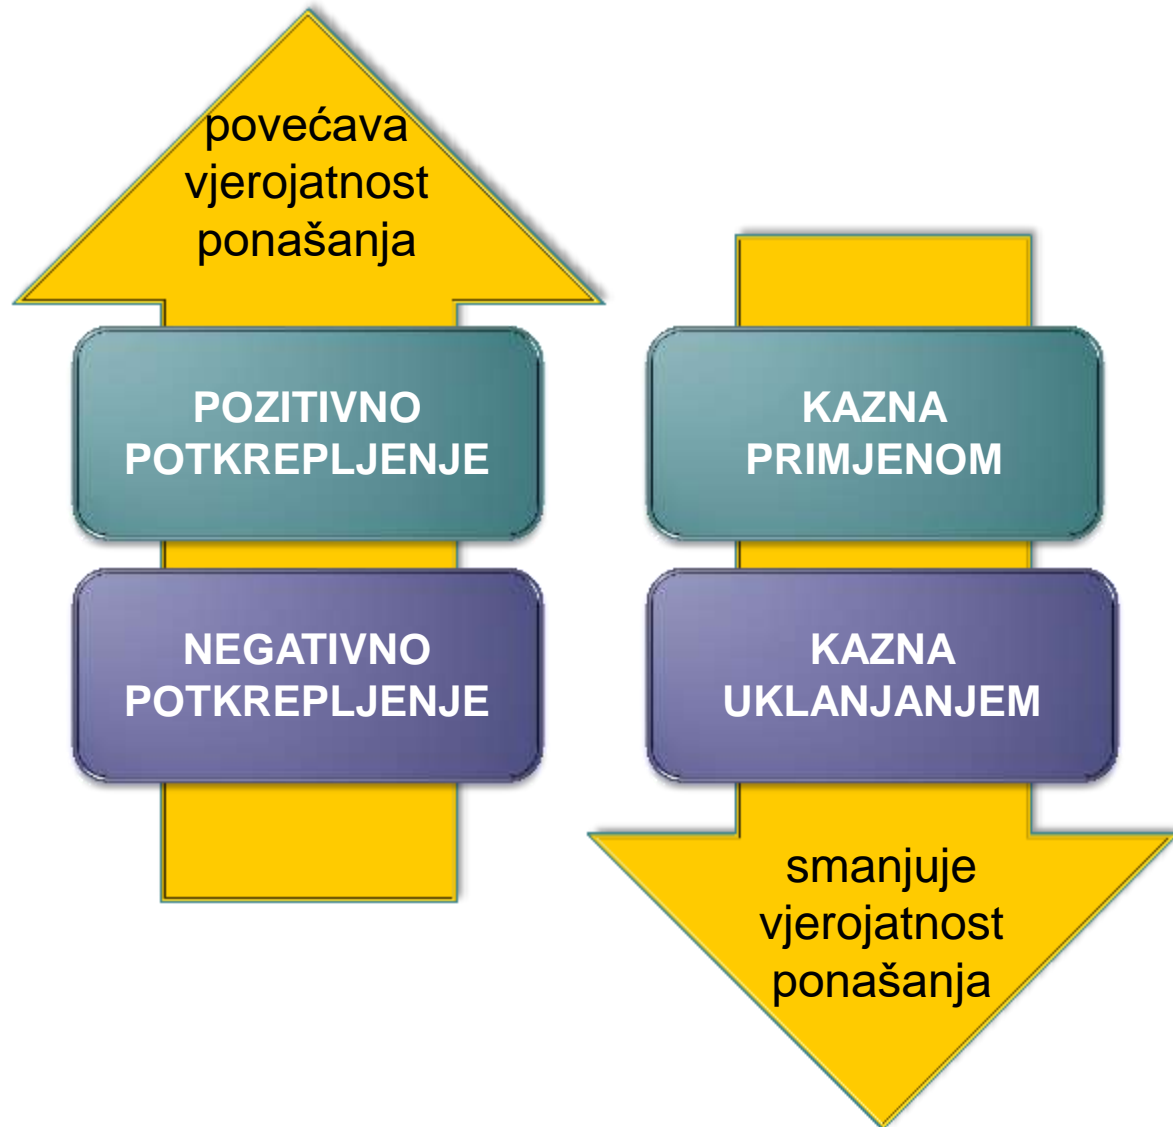 povećava
vjerojatnost
ponašanja
POZITIVNO
POTKREPLJENJE
NEGATIVNO
POTKREPLJENJE
KAZNA
PRIMJENOM
KAZNA
UKLANJANJEM
smanjuje
vjerojatnost
ponašanja